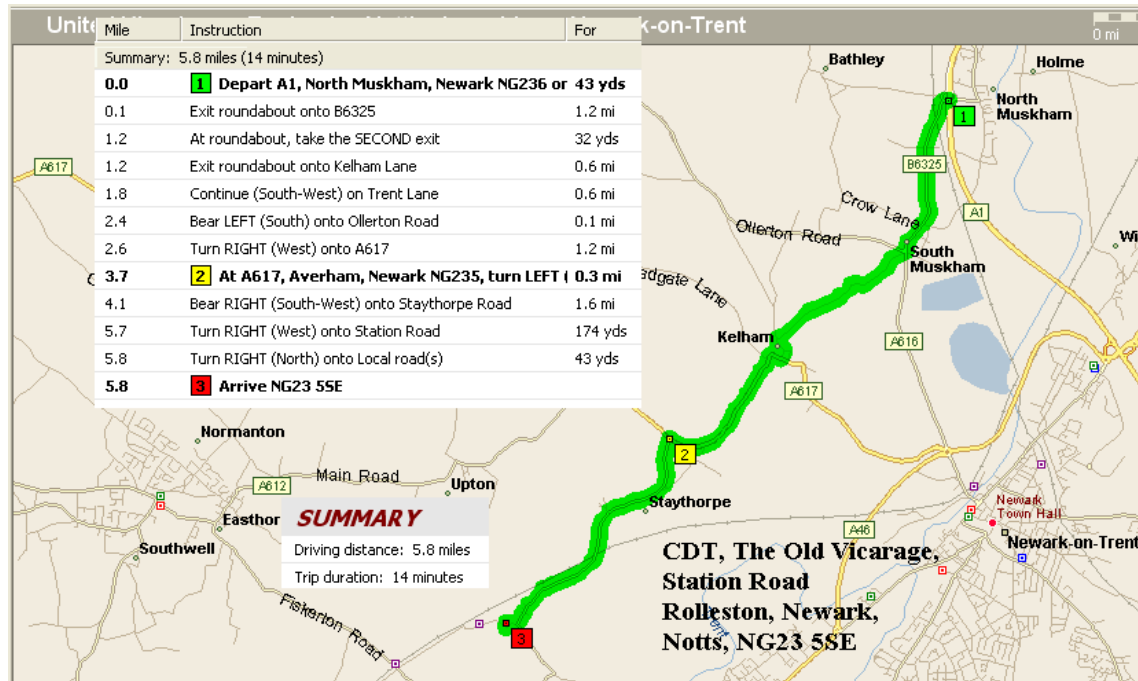 k-on-Trent
0 mi
Mile Instruction For
Summary: 5.8 miles (14 minutes)
0.0 1 Depart A1, North Muskham, Newark NG236 or 43 yds
0.1 Exit roundabout onto B6325 1.2 mi
1.2 At roundabout, take the SECOND exit 32 yds
1.2 Exit roundabout onto Kelham Lane 0.6 mi
1.8 Continue (South-West) on Trent Lane 0.6 mi
2.4 Bear LEFT (South) onto Ollerton Road 0.1 mi
2.6 Turn RIGHT (West) onto A617 1.2 mi
3.7 2 At A617, Averham, Newark NG235, turn LEFT ( 0.3 mi
4.1 Bear RIGHT (South-West) onto Staythorpe Road 1.6 mi
5.7 Turn RIGHT (West) onto Station Road 174 yds
5.8 Turn RIGHT (North) onto Local road(s) 43 yds
5.8 3 Arrive NG23 5SE
Bathley
Holme
North
Muskham
1
A617
B6325
Crow Lane
A1
Ollerton Road
South
Muskham
Wi
adgate Lane
Kelham
A616
A617
Normanton
2
Main Road
Upton
A612
Staythorpe
Newark
Town Hall
Easthor
A46
Newark-on-Trent
Southwell
SUMMARY
Driving distance: 5.8 miles
Trip duration: 14 minutes
Fiskerton Road
3
CDT, The Old Vicarage,
Station Road
Rolleston, Newark,
Notts, NG23 5SE